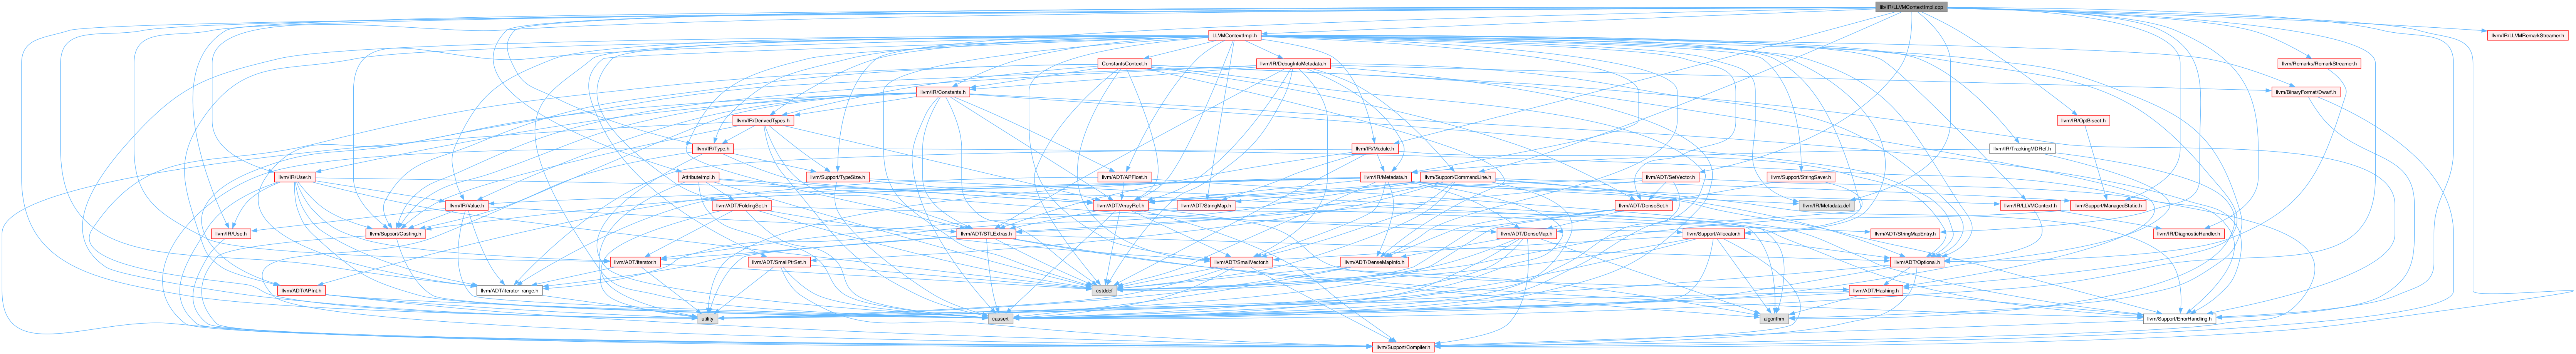 lib/IR/LLVMContextImpl.cpp
LLVMContextImpl.h
llvm/IR/LLVMRemarkStreamer.h
ConstantsContext.h
llvm/IR/DebugInfoMetadata.h
llvm/Remarks/RemarkStreamer.h
llvm/IR/Constants.h
llvm/BinaryFormat/Dwarf.h
llvm/IR/DerivedTypes.h
llvm/IR/OptBisect.h
llvm/IR/Type.h
llvm/IR/Module.h
llvm/IR/TrackingMDRef.h
llvm/IR/User.h
AttributeImpl.h
llvm/Support/TypeSize.h
llvm/ADT/APFloat.h
llvm/IR/Metadata.h
llvm/Support/CommandLine.h
llvm/ADT/SetVector.h
llvm/Support/StringSaver.h
llvm/IR/Value.h
llvm/ADT/FoldingSet.h
llvm/ADT/ArrayRef.h
llvm/ADT/StringMap.h
llvm/ADT/DenseSet.h
llvm/IR/Metadata.def
llvm/IR/LLVMContext.h
llvm/Support/ManagedStatic.h
llvm/IR/Use.h
llvm/Support/Casting.h
llvm/ADT/STLExtras.h
llvm/ADT/DenseMap.h
llvm/Support/Allocator.h
llvm/ADT/StringMapEntry.h
llvm/IR/DiagnosticHandler.h
llvm/ADT/iterator.h
llvm/ADT/SmallPtrSet.h
llvm/ADT/SmallVector.h
llvm/ADT/DenseMapInfo.h
llvm/ADT/Optional.h
llvm/ADT/APInt.h
llvm/ADT/iterator_range.h
cstddef
llvm/ADT/Hashing.h
utility
cassert
algorithm
llvm/Support/ErrorHandling.h
llvm/Support/Compiler.h